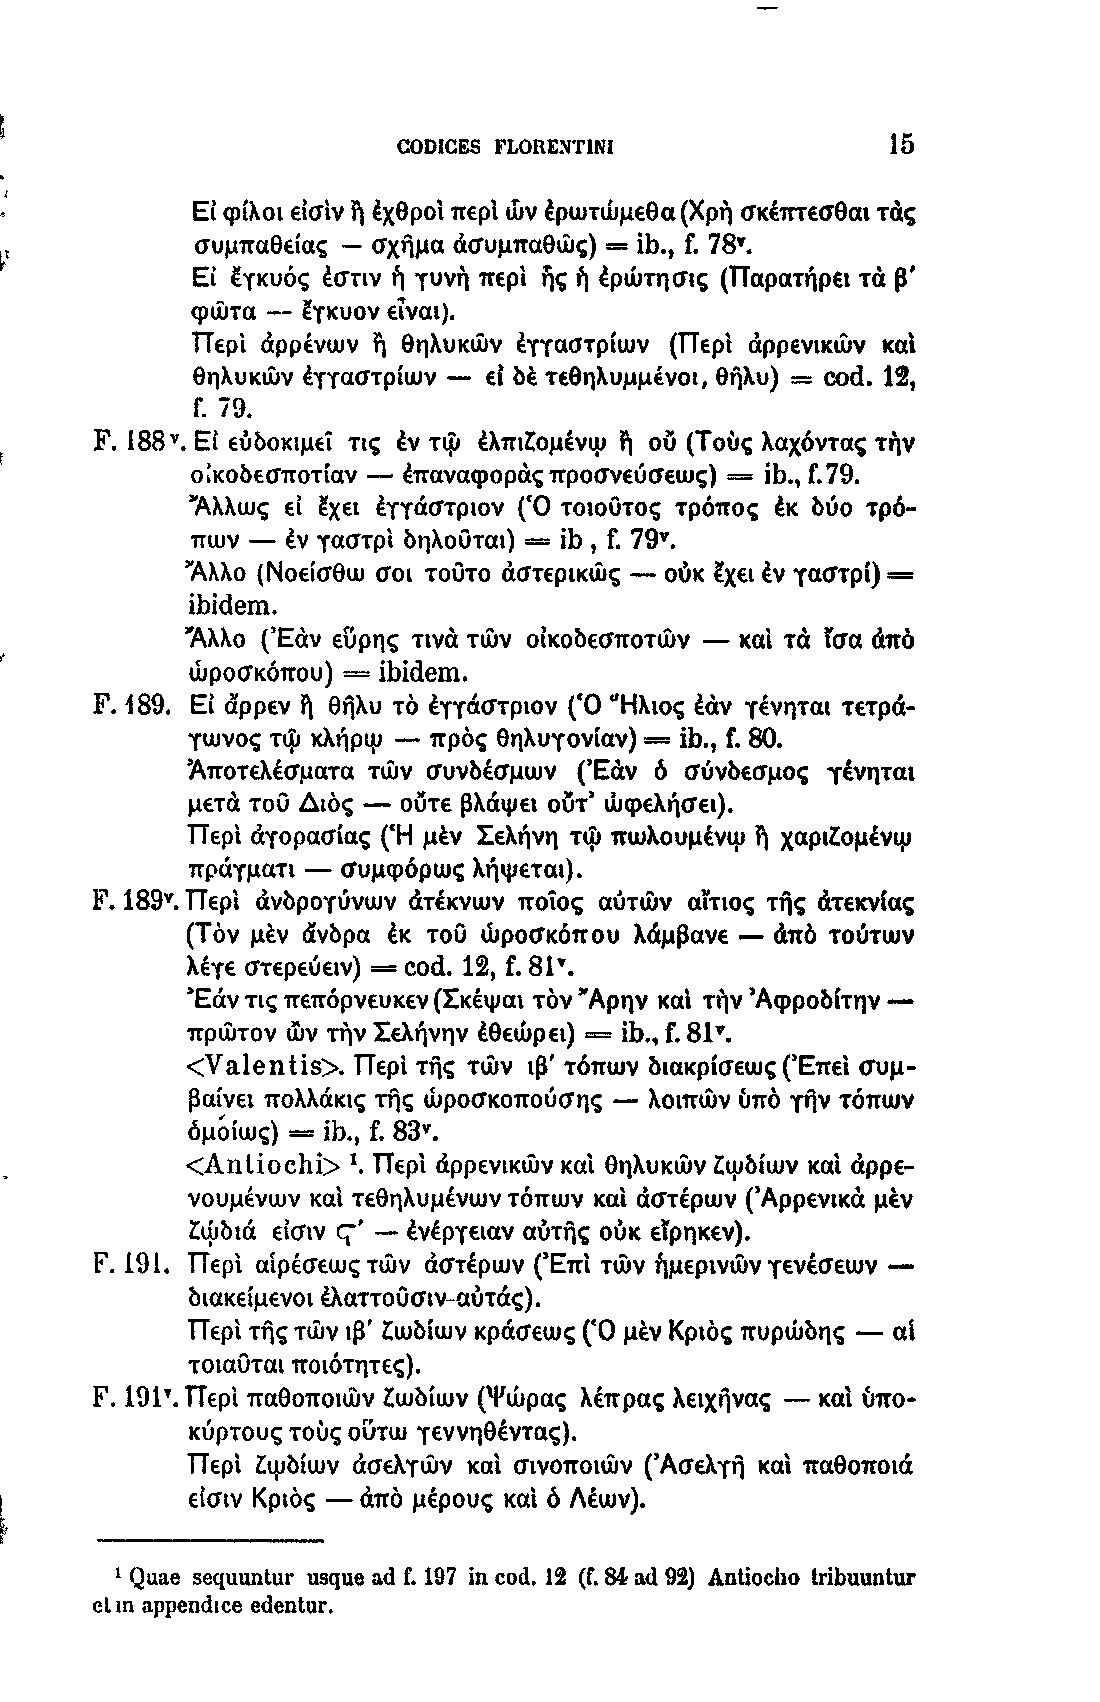 CODICES FLORENTINI 15
Εἰ φίλοι εἰσὶν ἢ ἐχθροὶ περὶ ὧν ἐρωτώμεθα (Χρὴ σκέπτεσθαι τὰς
συμπαθείας — σχῆμα ἀσυμπαθῶς) = ib., f. 78ᵛ.
Εἰ ἔγκυός ἐστιν ἡ γυνὴ περὶ ἧς ἡ ἐρώτησις (Παρατήρει τὰ β′
φῶτα — ἔγκυον εἶναι).
Περὶ ἀρρένων ἢ θηλυκῶν ἐγγαστρίων (Περὶ ἀρρενικῶν καὶ
θηλυκῶν ἐγγαστρίων — εἰ δὲ τεθηλυμμένοι, θῆλυ) = cod. 12,
f. 79.
F. 188ᵛ. Εἰ εὐδοκιμεῖ τις ἐν τῷ ἐλπιζομένῳ ἢ οὔ (Τοὺς λαχόντας τὴν
οἰκοδεσποτίαν — ἐπαναφορὰς προσνεύσεως) = ib., f. 79.
Ἄλλως εἰ ἔχει ἐγγάστριον (Ὁ τοιοῦτος τρόπος ἐκ δύο τρό-
πων — ἐν γαστρὶ δηλοῦται) = ib , f. 79ᵛ.
Ἄλλο (Νοείσθω σοι τοῦτο ἀστερικῶς — οὐκ ἔχει ἐν γαστρί) =
ibidem.
Ἄλλο (Ἐὰν εὕρῃς τινὰ τῶν οἰκοδεσποτῶν — καὶ τὰ ἴσα ἀπὸ
ὡροσκόπου) = ibidem.
F. 189. Εἰ ἄρρεν ἢ θῆλυ τὸ ἐγγάστριον (Ὁ Ἥλιος ἐὰν γένηται τετρά-
γωνος τῷ κλήρῳ — πρὸς θηλυγονίαν) = ib., f. 80.
Ἀποτελέσματα τῶν συνδέσμων (Ἐὰν ὁ σύνδεσμος γένηται
μετὰ τοῦ Διὸς — οὔτε βλάψει οὔτ’ ὠφελήσει).
Περὶ ἀγορασίας (Ἡ μὲν Σελήνη τῷ πωλουμένῳ ἢ χαριζομένῳ
πράγματι — συμφόρως λήψεται).
F. 189ᵛ. Περὶ ἀνδρογύνων ἀτέκνων ποῖος αὐτῶν αἴτιος τῆς ἀτεκνίας
(Τὸν μὲν ἄνδρα ἐκ τοῦ ὡροσκόπου λάμβανε — ἀπὸ τούτων
λέγε στερεύειν) = cod. 12, f. 81ᵛ.
Ἐάν τις πεπόρνευκεν (Σκέψαι τὸν Ἄρην καὶ τὴν Ἀφροδίτην —
πρῶτον ὧν τὴν Σελήνην ἐθεώρει) = ib., f. 81ᵛ.
<Valentis>. Περὶ τῆς τῶν ιβ′ τόπων διακρίσεως (Ἐπεὶ συμ-
βαίνει πολλάκις τῆς ὡροσκοπούσης — λοιπῶν ὑπὸ γῆν τόπων
ὁμοίως) = ib., f. 83ᵛ.
<Antiochi> ¹. Περὶ ἀρρενικῶν καὶ θηλυκῶν ζῳδίων καὶ ἀρρε-
νουμένων καὶ τεθηλυμένων τόπων καὶ ἀστέρων (Ἀρρενικὰ μὲν
ζῴδιά εἰσιν ϛ′ — ἐνέργειαν αὐτῆς οὐκ εἴρηκεν).
F. 191. Περὶ αἱρέσεως τῶν ἀστέρων (Ἐπὶ τῶν ἡμερινῶν γενέσεων —
διακείμενοι ἐλαττοῦσιν αὐτάς).
Περὶ τῆς τῶν ιβ′ ζωδίων κράσεως (Ὁ μὲν Κριὸς πυρώδης — αἱ
τοιαῦται ποιότητες).
F. 191ᵛ. Περὶ παθοποιῶν ζωδίων (Ψώρας λέπρας λειχῆνας — καὶ ὑπο-
κύρτους τοὺς οὕτω γεννηθέντας).
Περὶ ζῳδίων ἀσελγῶν καὶ σινοποιῶν (Ἀσελγῆ καὶ παθοποιά
εἰσιν Κριὸς — ἀπὸ μέρους καὶ ὁ Λέων).
¹ Quae sequuntur usque ad f. 197 in cod. 12 (f. 84 ad 92) Antiocho tribuuntur
et in appendice edentur.